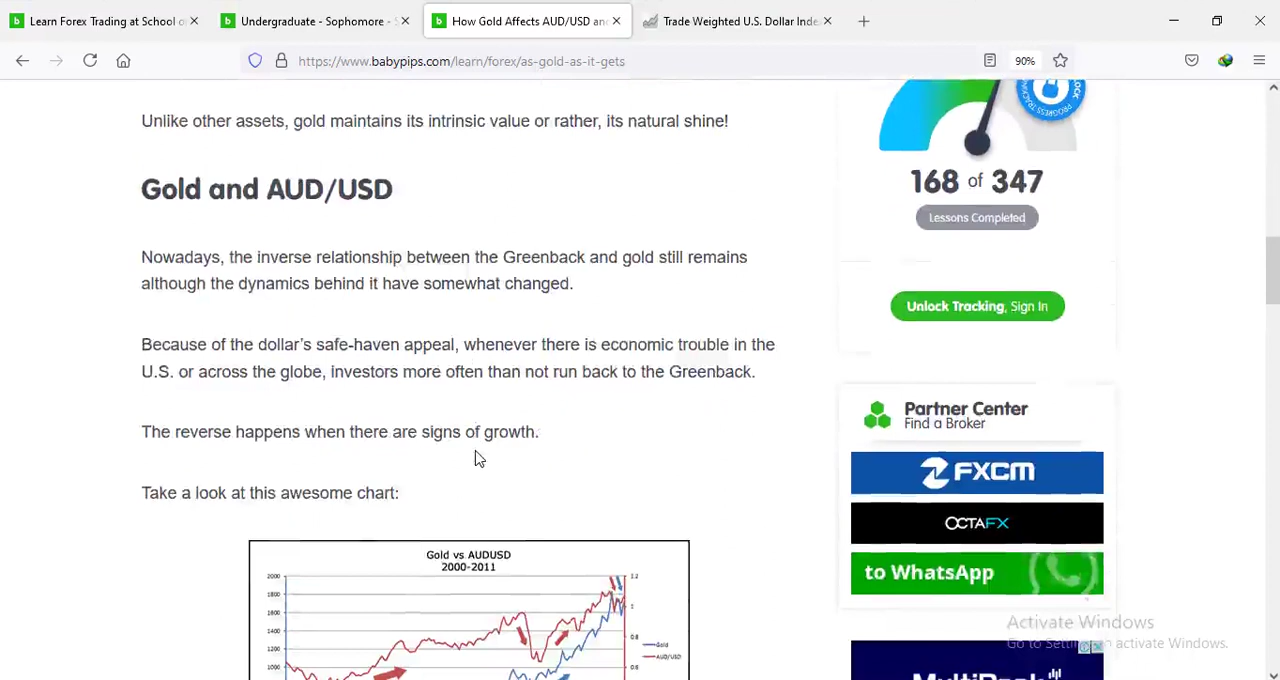 Learn Forex Trading at School o
Undergraduate - Sophomore - S
How Gold Affects AUD/USD an
Trade Weighted U.S. Dollar Inde
https://www.babypips.com/learn/forex/as-gold-as-it-gets
90%
Unlike other assets, gold maintains its intrinsic value or rather, its natural shine!
Gold and AUD/USD
Nowadays, the inverse relationship between the Greenback and gold still remains
although the dynamics behind it have somewhat changed.
Because of the dollar’s safe-haven appeal, whenever there is economic trouble in the
U.S. or across the globe, investors more often than not run back to the Greenback.
The reverse happens when there are signs of growth.
Take a look at this awesome chart:
Gold vs AUDUSD
2000-2011
2000
1800
1600
1400
1200
1000
1.2
1
0.8
0.6
Gold
AUD/USD
168 of 347
Lessons Completed
Unlock Tracking, Sign In
Partner Center
Find a Broker
FXCM
OCTAFX
to WhatsApp
Activate Windows
Go to Settin
activate Windows.